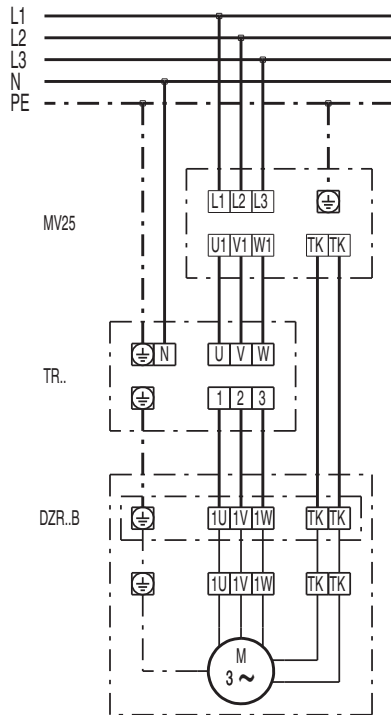 L1
L2
L3
N
PE
MV25
L1 L2 L3
U1 V1 W1 TK TK
TR..
N U V W
1 2 3
DZR..B
1U 1V 1W TK TK
1U 1V 1W TK TK
M
3 ~